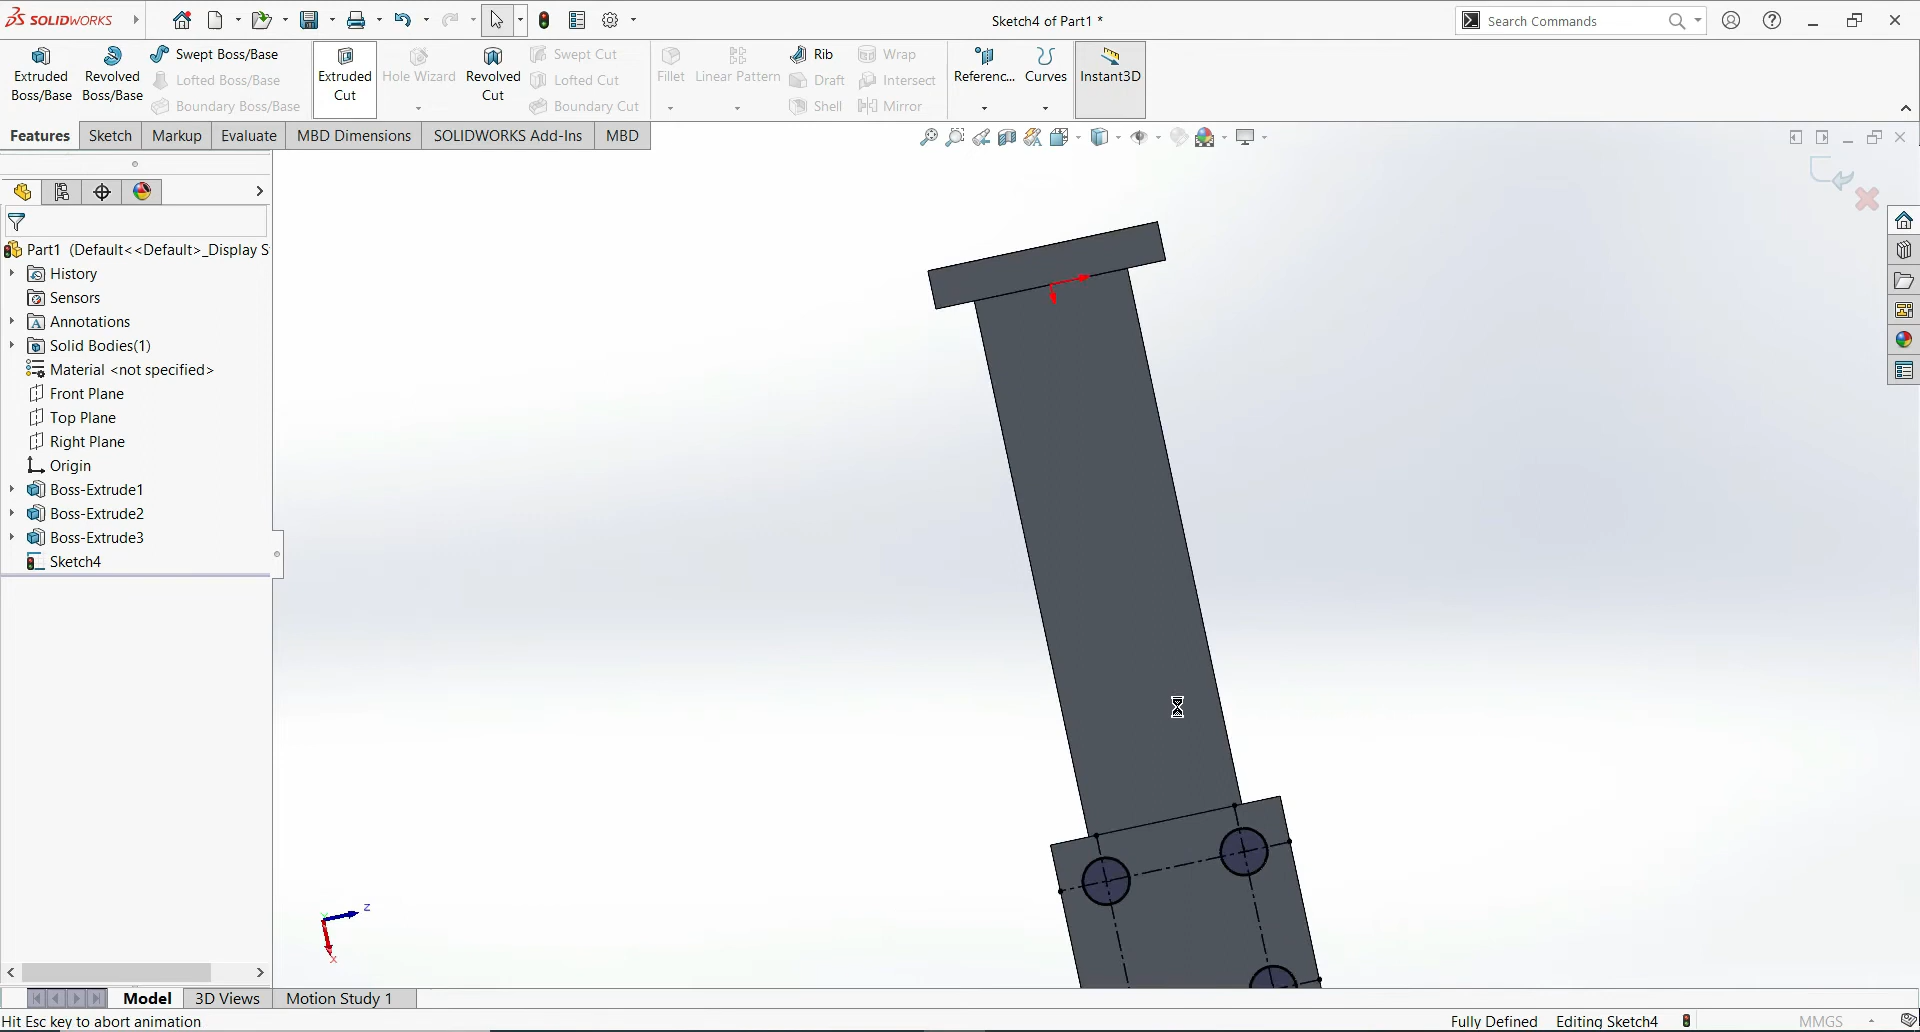 SOLIDWORKS
Sketch4 of Part1 *
Search Commands
Extruded Boss/Base
Revolved Boss/Base
Swept Boss/Base
Lofted Boss/Base
Boundary Boss/Base
Extruded Cut
Hole Wizard
Revolved Cut
Swept Cut
Lofted Cut
Boundary Cut
Fillet
Linear Pattern
Rib
Draft
Shell
Wrap
Intersect
Mirror
Referenc...
Curves
Instant3D
Features
Sketch
Markup
Evaluate
MBD Dimensions
SOLIDWORKS Add-Ins
MBD
Part1 (Default<<Default>_Display S
History
Sensors
Annotations
Solid Bodies(1)
Material <not specified>
Front Plane
Top Plane
Right Plane
Origin
Boss-Extrude1
Boss-Extrude2
Boss-Extrude3
Sketch4
Z
X
Model
3D Views
Motion Study 1
Hit Esc key to abort animation
Fully Defined
Editing Sketch4
MMGS